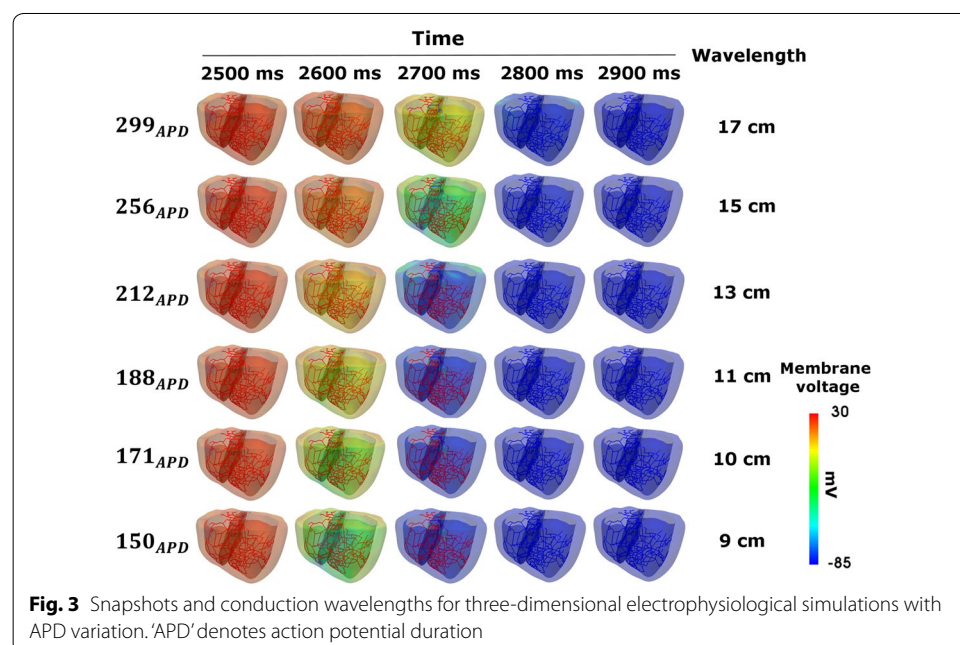 Time
Wavelength
2500 ms 2600 ms 2700 ms 2800 ms 2900 ms
299APD 17 cm
256APD 15 cm
212APD 13 cm
188APD 11 cm
171APD 10 cm
150APD 9 cm
Membrane
voltage
30
mV
-85
Fig. 3 Snapshots and conduction wavelengths for three-dimensional electrophysiological simulations with
APD variation. 'APD' denotes action potential duration